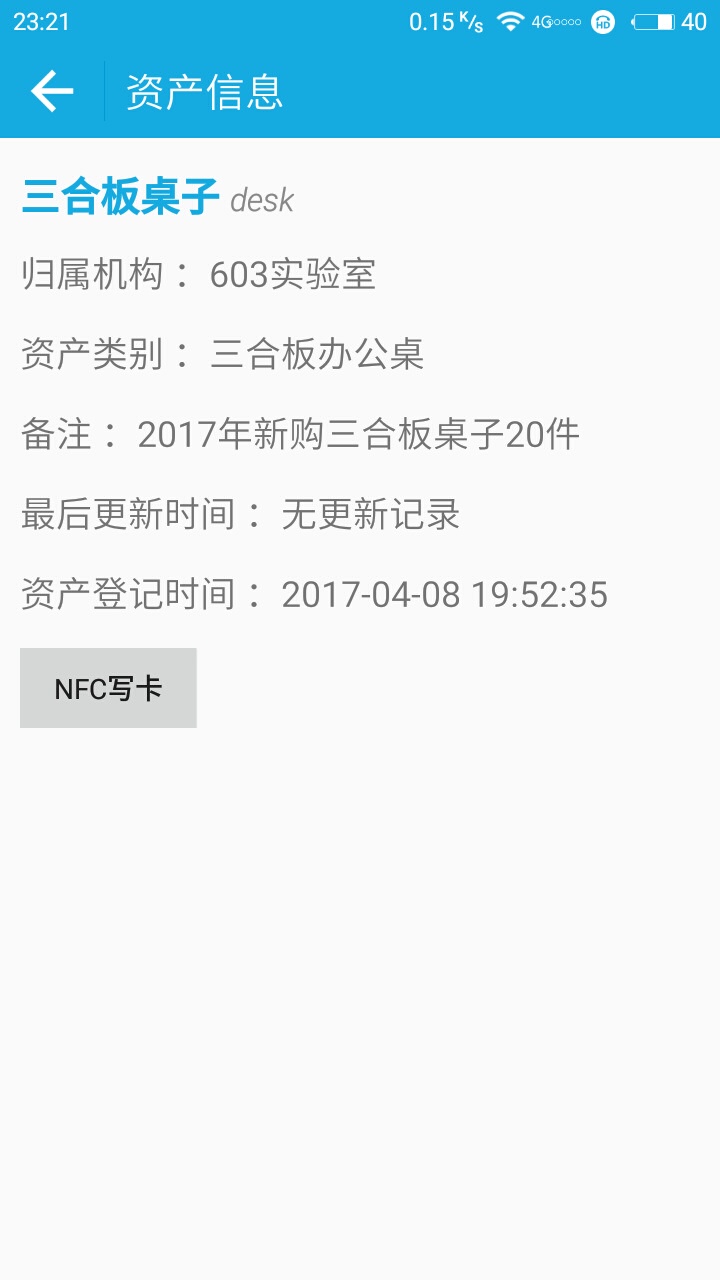 23:21 0.15 K/s 4G HD 40
资产信息
三合板桌子 desk
归属机构： 603实验室
资产类别： 三合板办公桌
备注： 2017年新购三合板桌子20件
最后更新时间： 无更新记录
资产登记时间： 2017-04-08 19:52:35
NFC写卡